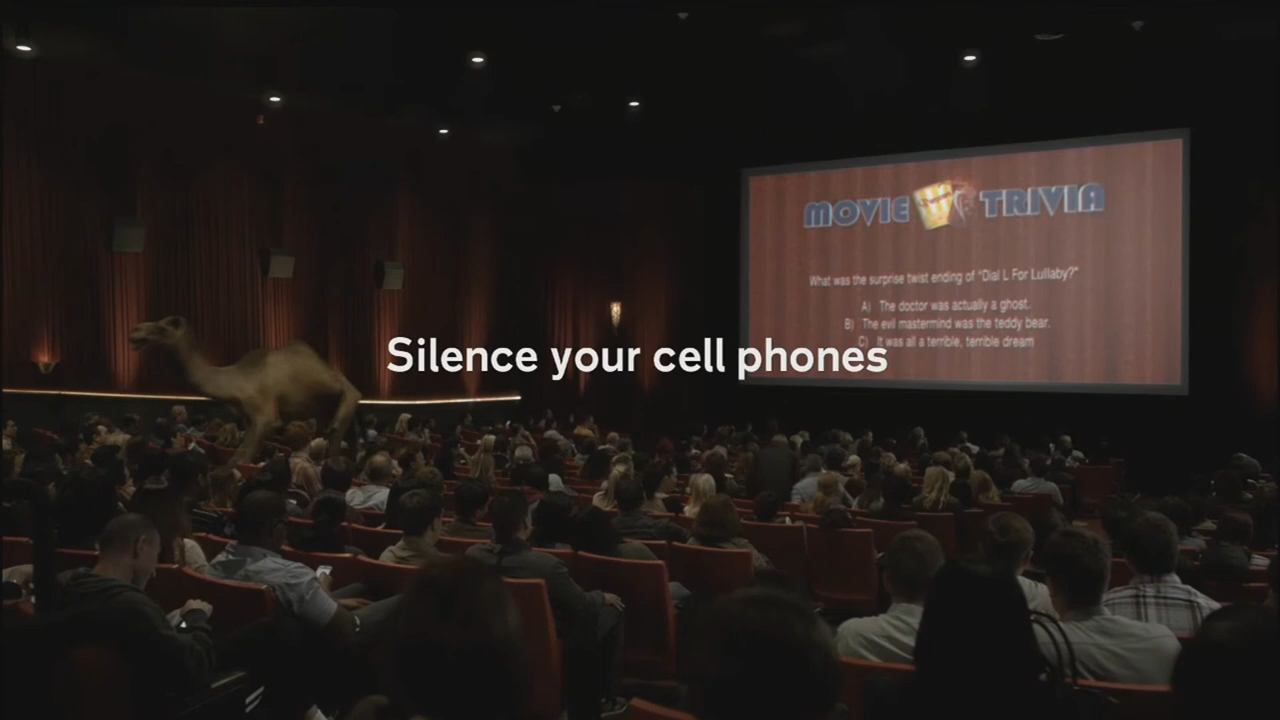 MOVIE TRIVIA
What was the surprise twist ending of "Dial L For Lullaby?"
A) The doctor was actually a ghost.
B) The evil mastermind was the teddy bear.
C) It was all a terrible, terrible dream
Silence your cell phones